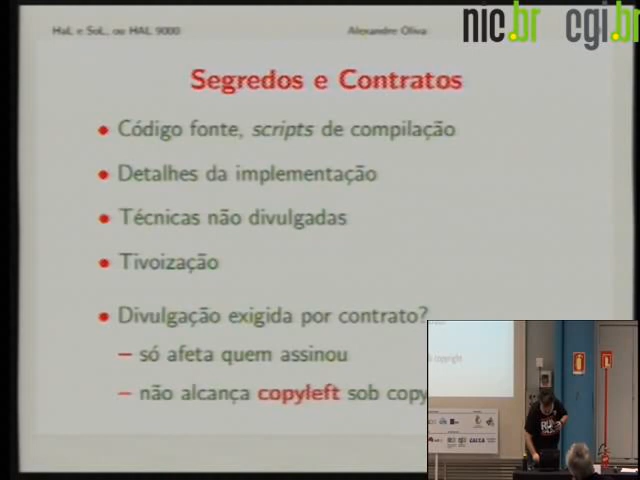 HaL e SoL, ou HAL 9000
Alexandre Oliva
nic.br cgi.br
Segredos e Contratos
Código fonte, scripts de compilação
Detalhes da implementação
Técnicas não divulgadas
Tivoização
Divulgação exigida por contrato?
– só afeta quem assinou
– não alcança copyleft sob copy
copyright
CAIXA